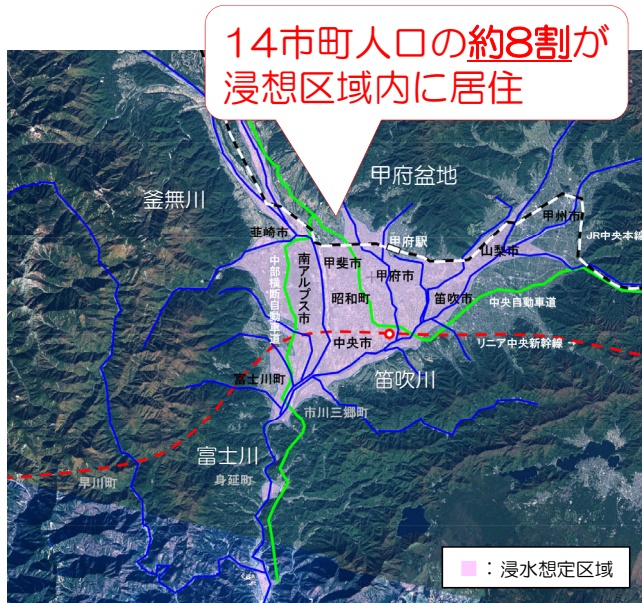 14市町人口の約8割が
浸想区域内に居住
甲府盆地
釜無川
甲州市
JR中央本線
韮崎市
甲府駅
山梨市
中部横断自動車道
南アルプス市
甲斐市
甲府市
昭和町
笛吹市
中央自動車道
中央市
リニア中央新幹線
富士川町
笛吹川
市川三郷町
富士川
早川町
身延町
：浸水想定区域